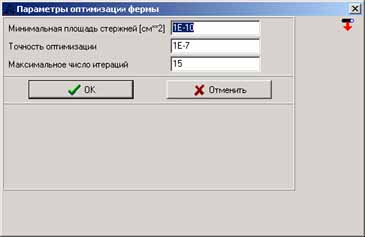 Параметры оптимизации фермы
Минимальная площадь стержней [см**2] 1E-10
Точность оптимизации 1E-7
Максимальное число итераций 15
OK Отменить